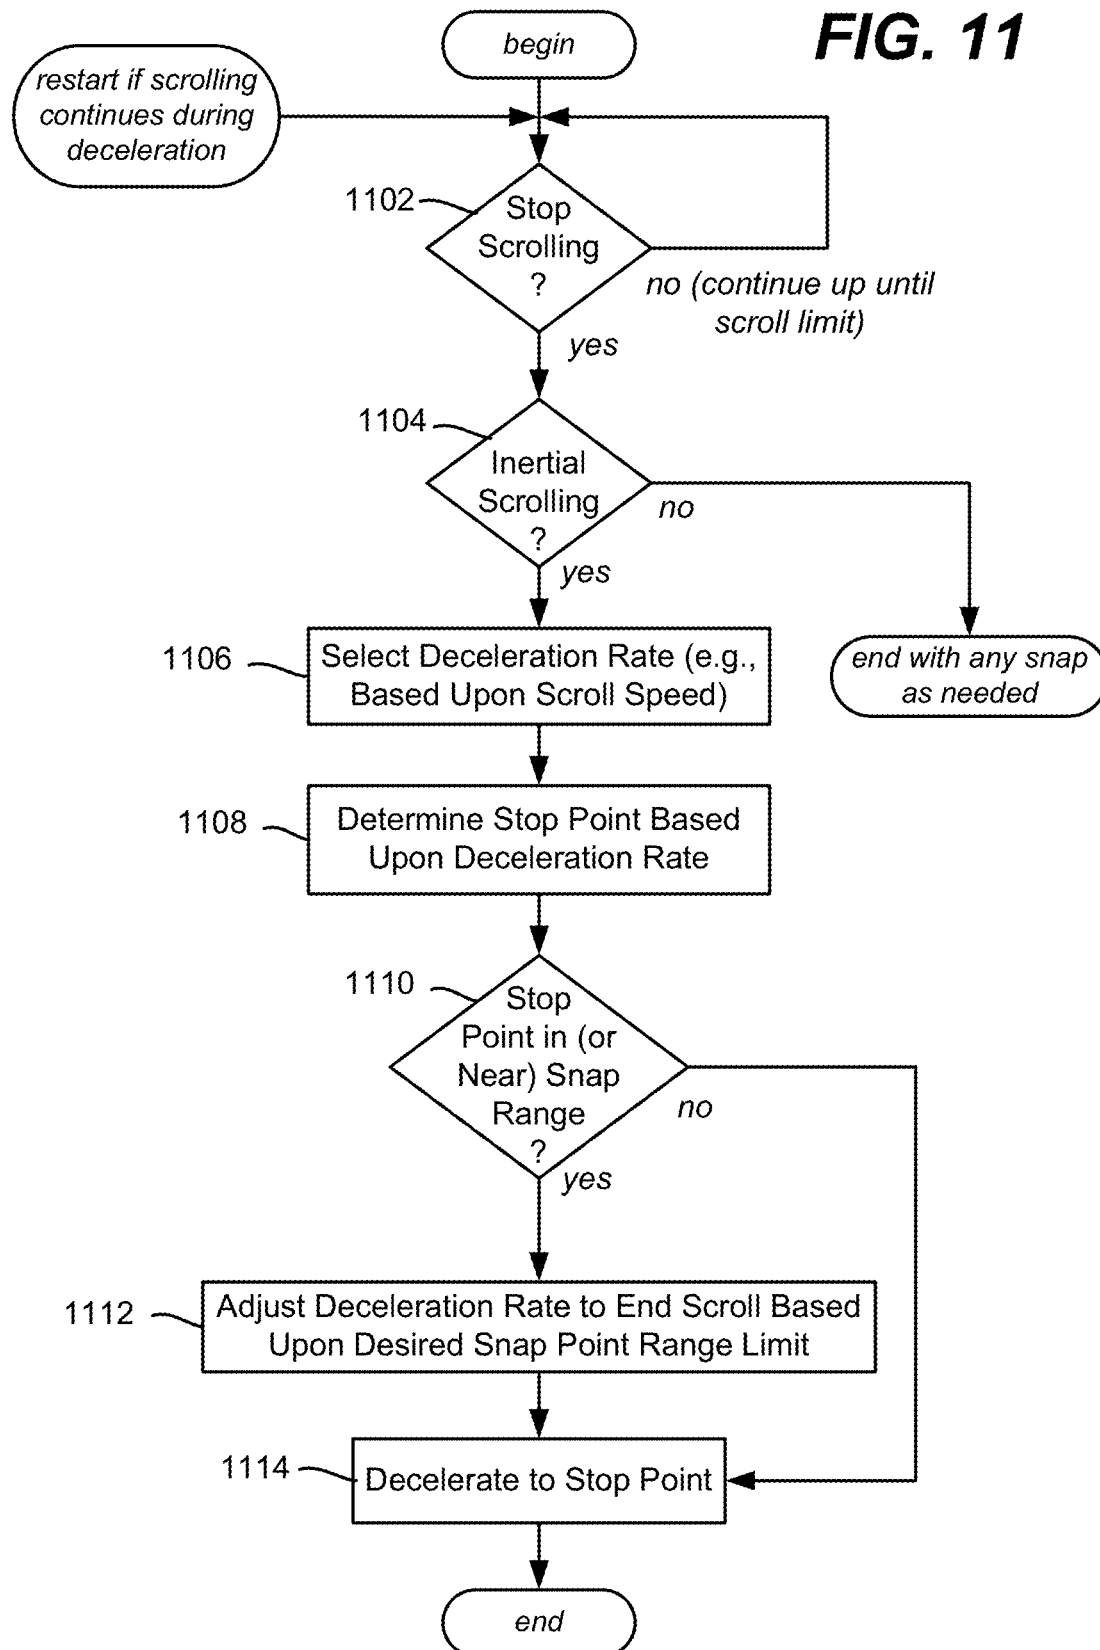 FIG. 11
begin
restart if scrolling
continues during
deceleration
1102
Stop
Scrolling
?
no (continue up until
scroll limit)
yes
1104
Inertial
Scrolling
?
no
yes
1106
Select Deceleration Rate (e.g.,
Based Upon Scroll Speed)
end with any snap
as needed
1108
Determine Stop Point Based
Upon Deceleration Rate
1110
Stop
Point in (or
Near) Snap
Range
?
no
yes
1112
Adjust Deceleration Rate to End Scroll Based
Upon Desired Snap Point Range Limit
1114
Decelerate to Stop Point
end